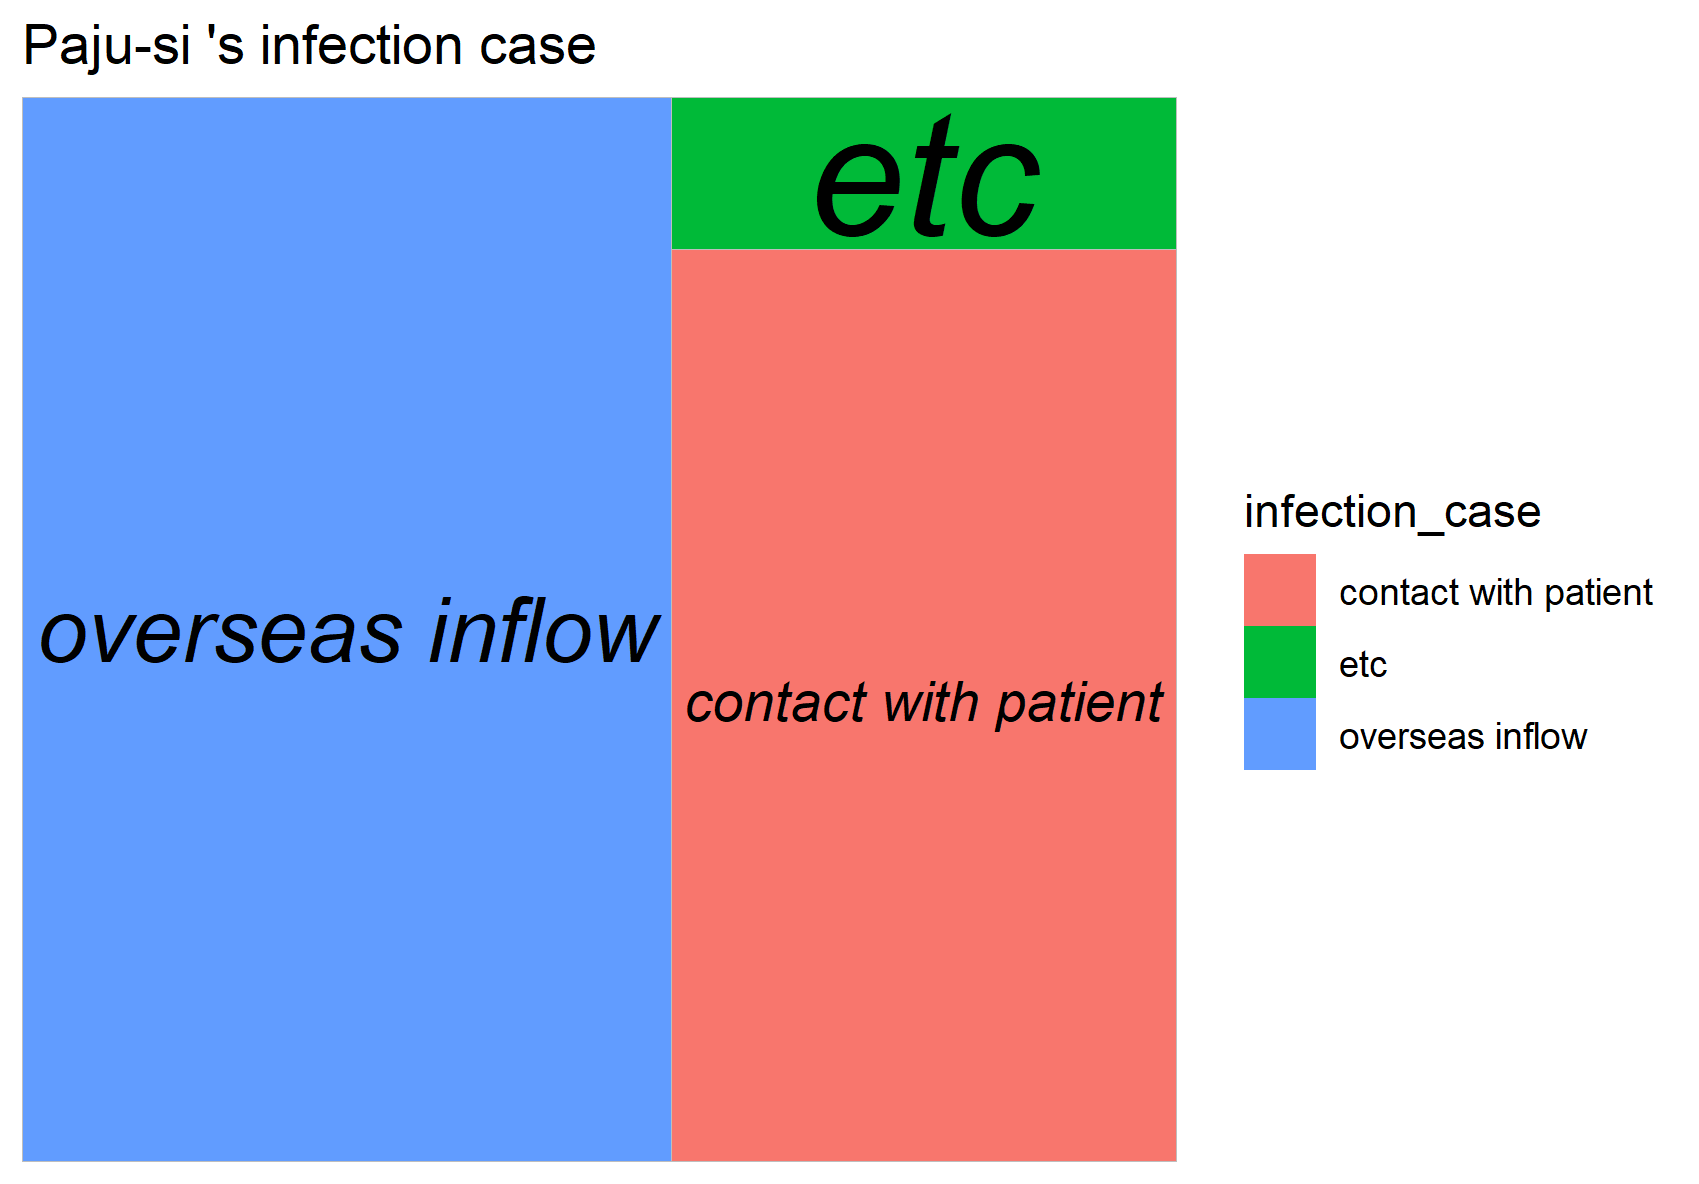 Paju-si 's infection case
etc
overseas inflow
contact with patient
infection_case
contact with patient
etc
overseas inflow